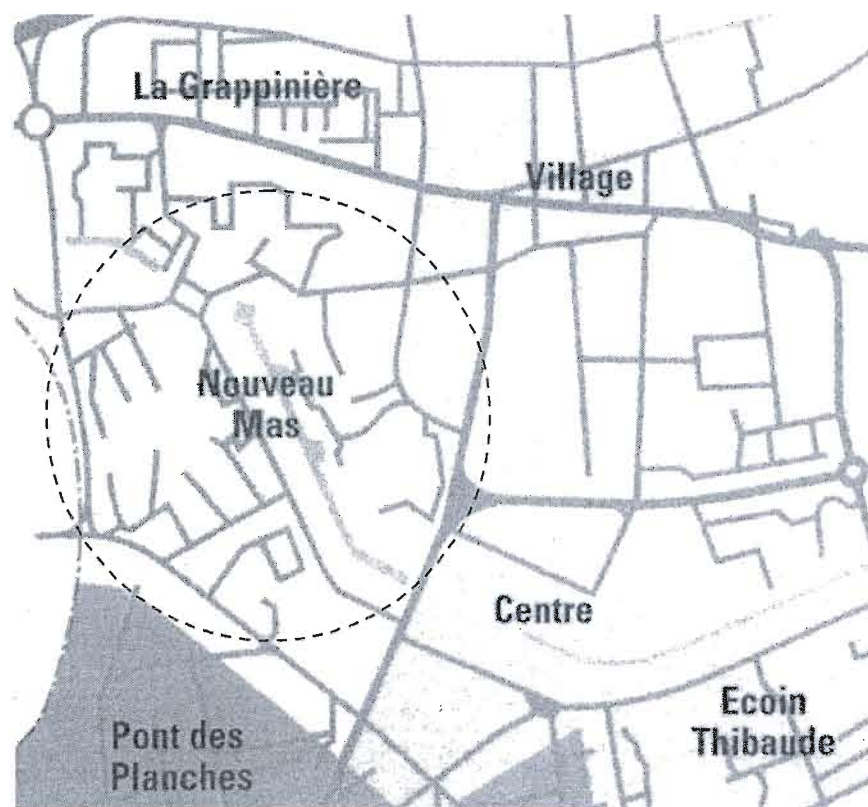 La Grappinière
Village
Nouveau
Mas
Centre
Ecoin
Thibaude
Pont des
Planches